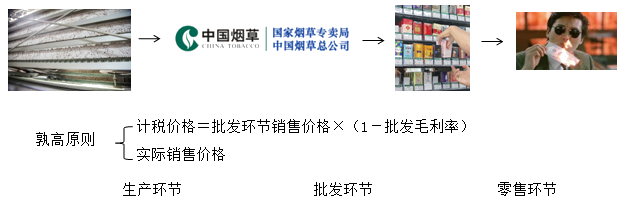 中国烟草
CHINA TOBACCO
国家烟草专卖局
中国烟草总公司
孰高原则
计税价格＝批发环节销售价格×（1－批发毛利率）
实际销售价格
生产环节 批发环节 零售环节